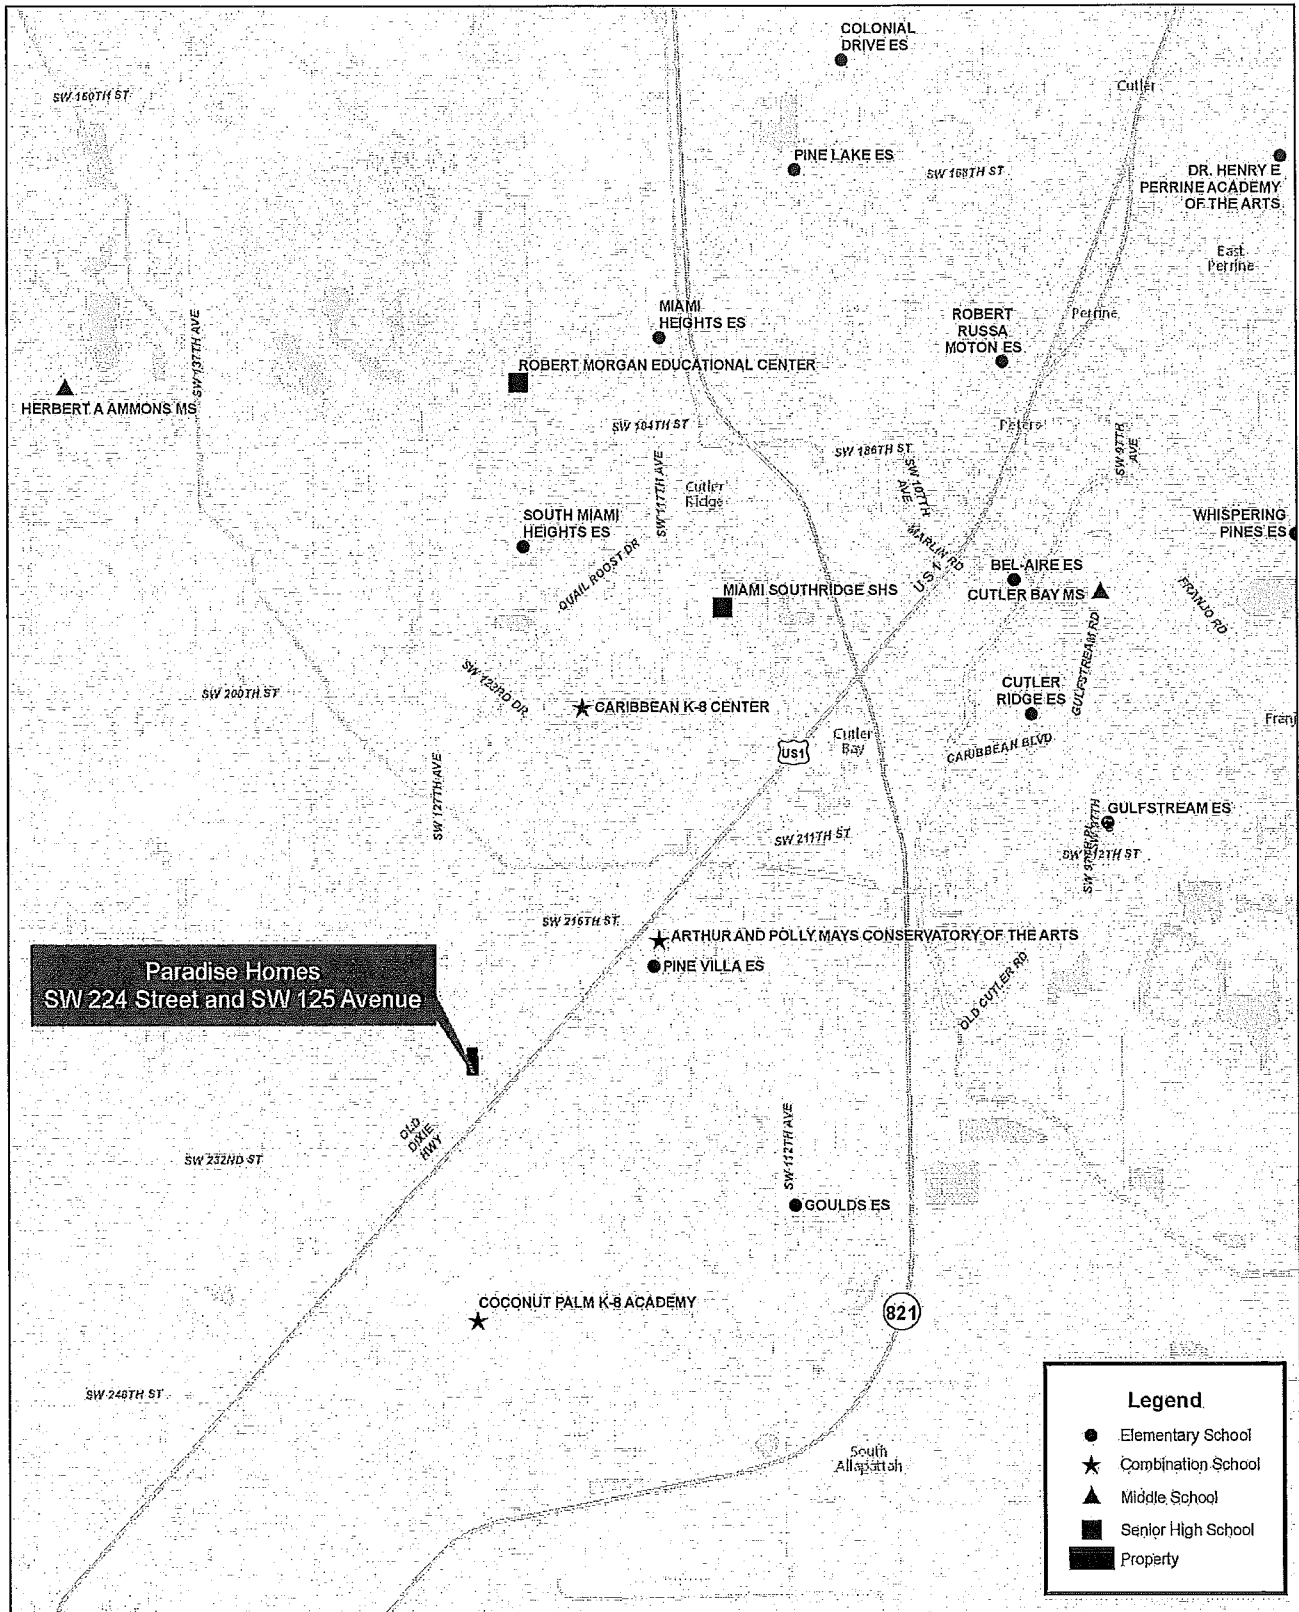 COLONIAL
DRIVE ES
Cutler
SW 160TH ST
PINE LAKE ES
SW 168TH ST
DR. HENRY E
PERRINE ACADEMY
OF THE ARTS
East
Perrine
MIAMI
HEIGHTS ES
ROBERT
RUSSA
MOTON ES
Perrine
SW 137TH AVE
ROBERT MORGAN EDUCATIONAL CENTER
HERBERT A AMMONS MS
SW 184TH ST
Peters
SW 186TH ST
SW 97TH
AVE
SW 107TH
AVE
SW 117TH AVE
Cutler
Ridge
SOUTH MIAMI
HEIGHTS ES
WHISPERING
PINES ES
QUAIL ROOST DR
MARLIN RD
US 1
BEL-AIRE ES
CUTLER BAY MS
FRANJO RD
MIAMI SOUTHRIDGE SHS
GULFSTREAM RD
SW 200TH ST
SW 122RD DR
CARIBBEAN K-8 CENTER
CUTLER
RIDGE ES
Franj
Cutler
Bay
US1
CARIBBEAN BLVD
SW 127TH AVE
GULFSTREAM ES
SW 211TH ST
SW 212TH ST
SW 216TH ST
ARTHUR AND POLLY MAYS CONSERVATORY OF THE ARTS
PINE VILLA ES
OLD CUTLER RD
Paradise Homes
SW 224 Street and SW 125 Avenue
OLD
DIXIE
HWY
SW 112TH AVE
SW 232ND ST
GOULDS ES
COCONUT PALM K-8 ACADEMY
821
SW 248TH ST
South
Allapattah
Legend
Elementary School
Combination School
Middle School
Senior High School
Property